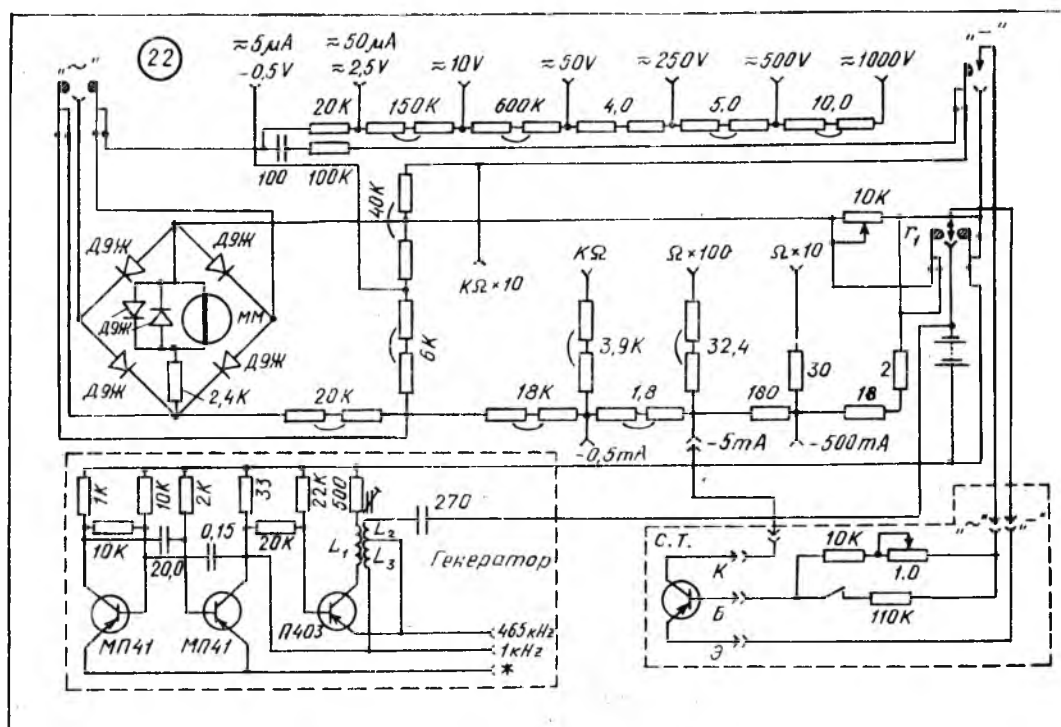 22
"~"
≈5μA
-0,5V
≈50μA
≈2,5V
≈10V
≈50V
≈250V
≈500V
≈1000V
"—"
20K
150K
600K
4,0
5,0
10,0
100
100K
40K
10K
Г1
KΩ×10
KΩ
Ω×100
Ω×10
Д9Ж
Д9Ж
Д9Ж
ММ
Д9Ж
Д9Ж
2,4K
6K
3,9K
32,4
30
2
20K
18K
1,8
180
18
-0,5mA
-5mA
-500mA
1K
10K
2K
33
22K
500
10K
20,0
0,15
20K
L1
L2
L3
270
Генератор
МП41
МП41
П403
465kHz
1kHz
*
С.Т.
К
Б
Э
10K
1.0
110K
"~"
"—"